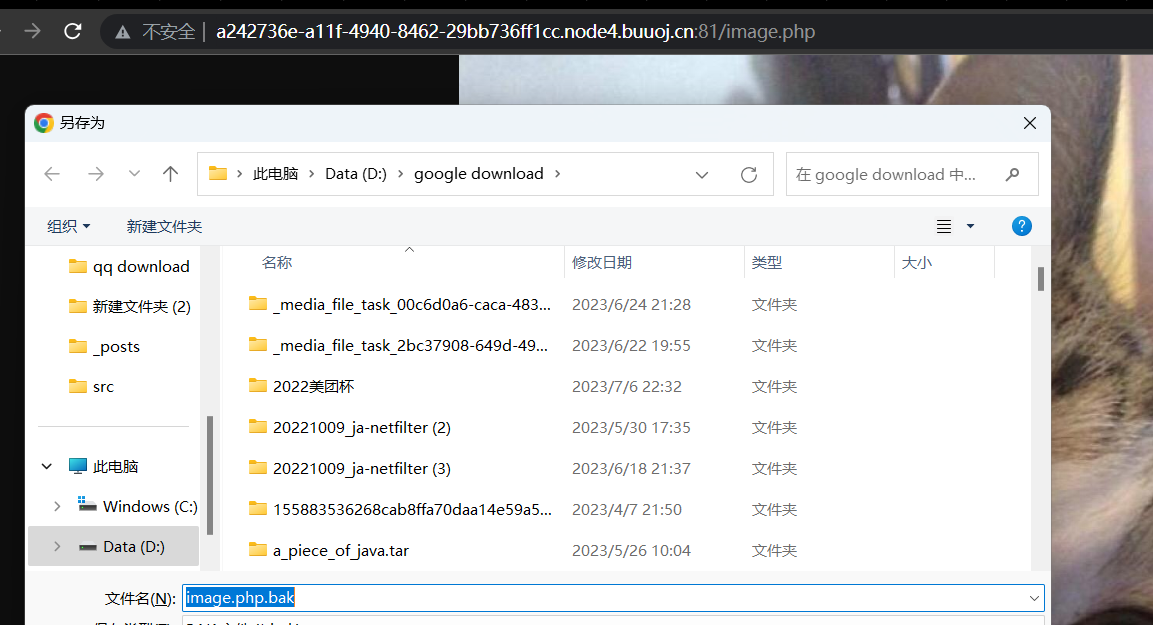 不安全 | a242736e-a11f-4940-8462-29bb736ff1cc.node4.buuoj.cn:81/image.php
另存为
此电脑 > Data (D:) > google download >
在 google download 中...
组织 新建文件夹
?
qq download
新建文件夹 (2)
_posts
src
此电脑
Windows (C:)
Data (D:)
名称 修改日期 类型 大小
_media_file_task_00c6d0a6-caca-483... 2023/6/24 21:28 文件夹
_media_file_task_2bc37908-649d-49... 2023/6/22 19:55 文件夹
2022美团杯 2023/7/6 22:32 文件夹
20221009_ja-netfilter (2) 2023/5/30 17:35 文件夹
20221009_ja-netfilter (3) 2023/6/18 21:37 文件夹
155883536268cab8ffa70daa14e59a5... 2023/4/7 21:50 文件夹
a_piece_of_java.tar 2023/5/26 10:04 文件夹
文件名(N): image.php.bak